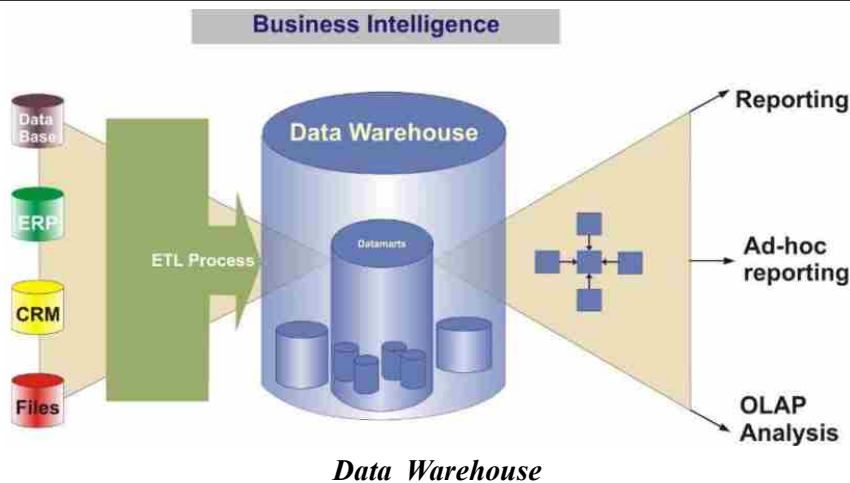 Business Intelligence
Data
Base
ERP
CRM
Files
ETL Process
Data Warehouse
Datamarts
Reporting
Ad-hoc
reporting
OLAP
Analysis
Data Warehouse